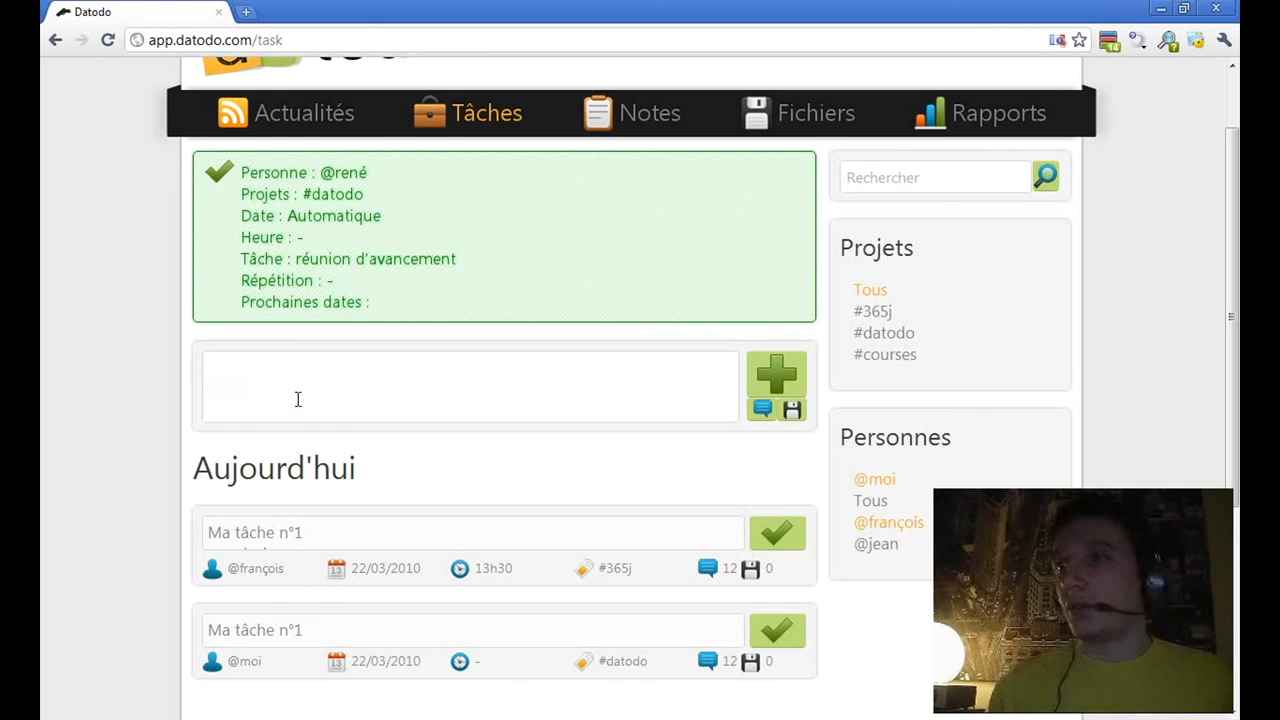 Datodo
app.datodo.com/task
14
?
Actualités Tâches Notes Fichiers Rapports
Personne : @rené
Projets : #datodo
Date : Automatique
Heure : -
Tâche : réunion d'avancement
Répétition : -
Prochaines dates :
Rechercher
Projets
Tous
#365j
#datodo
#courses
Aujourd'hui
Ma tâche n°1
@françois 13 22/03/2010 13h30 #365j 12 0
Ma tâche n°1
@moi 13 22/03/2010 - #datodo 12 0
Personnes
@moi
Tous
@françois
@jean